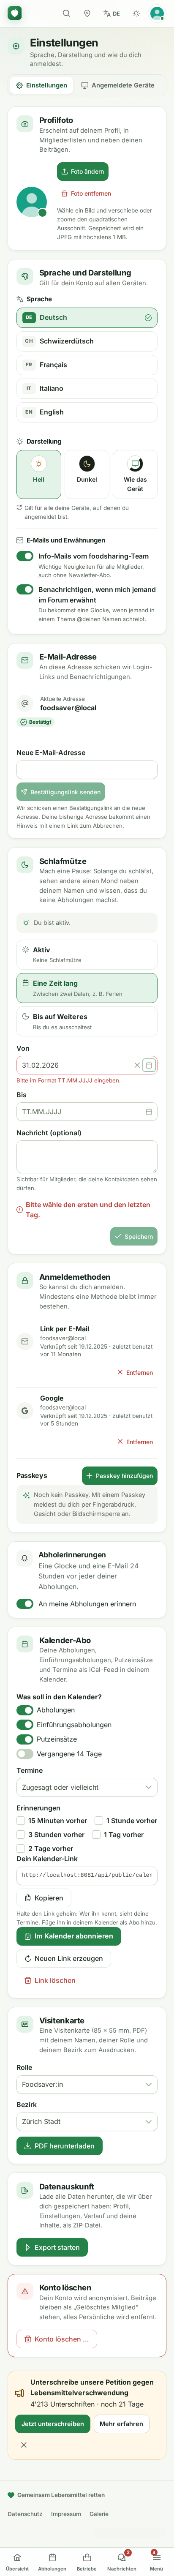 DE
Einstellungen
Sprache, Darstellung und wie du dich
anmeldest.
Einstellungen
Angemeldete Geräte
Profilfoto
Erscheint auf deinem Profil, in
Mitgliederlisten und neben deinen
Beiträgen.
Foto ändern
Foto entfernen
Wähle ein Bild und verschiebe oder
zoome den quadratischen
Ausschnitt. Gespeichert wird ein
JPEG mit höchstens 1 MB.
Sprache und Darstellung
Gilt für dein Konto auf allen Geräten.
Sprache
DE Deutsch
CH Schwiizerdütsch
FR Français
IT Italiano
EN English
Darstellung
Hell
Dunkel
Wie das
Gerät
Gilt für alle deine Geräte, auf denen du
angemeldet bist.
E-Mails und Erwähnungen
Info-Mails vom foodsharing-Team
Wichtige Neuigkeiten für alle Mitglieder,
auch ohne Newsletter-Abo.
Benachrichtigen, wenn mich jemand
im Forum erwähnt
Du bekommst eine Glocke, wenn jemand in
einem Thema @deinen Namen schreibt.
E-Mail-Adresse
An diese Adresse schicken wir Login-
Links und Benachrichtigungen.
Aktuelle Adresse
foodsaver@local
Bestätigt
Neue E-Mail-Adresse
Bestätigungslink senden
Wir schicken einen Bestätigungslink an die neue
Adresse. Deine bisherige Adresse bekommt einen
Hinweis mit einem Link zum Abbrechen.
Schlafmütze
Mach eine Pause: Solange du schläfst,
sehen andere einen Mond neben
deinem Namen und wissen, dass du
keine Abholungen machst.
Du bist aktiv.
Aktiv
Keine Schlafmütze
Eine Zeit lang
Zwischen zwei Daten, z. B. Ferien
Bis auf Weiteres
Bis du es ausschaltest
Von
31.02.2026
Bitte im Format TT.MM.JJJJ eingeben.
Bis
TT.MM.JJJJ
Nachricht (optional)
Sichtbar für Mitglieder, die deine Kontaktdaten sehen
dürfen.
Bitte wähle den ersten und den letzten
Tag.
Speichern
Anmeldemethoden
So kannst du dich anmelden.
Mindestens eine Methode bleibt immer
bestehen.
Link per E-Mail
foodsaver@local
Verknüpft seit 19.12.2025 · zuletzt benutzt
vor 11 Monaten
Entfernen
Google
foodsaver@local
Verknüpft seit 19.12.2025 · zuletzt benutzt
vor 5 Stunden
Entfernen
Passkeys
Passkey hinzufügen
Noch kein Passkey. Mit einem Passkey
meldest du dich per Fingerabdruck,
Gesicht oder Bildschirmsperre an.
Abholerinnerungen
Eine Glocke und eine E-Mail 24
Stunden vor jeder deiner
Abholungen.
An meine Abholungen erinnern
Kalender-Abo
Deine Abholungen,
Einführungsabholungen, Putzeinsätze
und Termine als iCal-Feed in deinem
Kalender.
Was soll in den Kalender?
Abholungen
Einführungsabholungen
Putzeinsätze
Vergangene 14 Tage
Termine
Zugesagt oder vielleicht
Erinnerungen
15 Minuten vorher
1 Stunde vorher
3 Stunden vorher
1 Tag vorher
2 Tage vorher
Dein Kalender-Link
http://localhost:8081/api/public/caler
Kopieren
Halte den Link geheim: Wer ihn kennt, sieht deine
Termine. Füge ihn in deinem Kalender als Abo hinzu.
Im Kalender abonnieren
Neuen Link erzeugen
Link löschen
Visitenkarte
Eine Visitenkarte (85 × 55 mm, PDF)
mit deinem Namen, deiner Rolle und
deinem Bezirk zum Ausdrucken.
Rolle
Foodsaver:in
Bezirk
Zürich Stadt
PDF herunterladen
Datenauskunft
Lade alle Daten herunter, die wir über
dich gespeichert haben: Profil,
Einstellungen, Verlauf und deine
Inhalte, als ZIP-Datei.
Export starten
Konto löschen
Dein Konto wird anonymisiert. Beiträge
bleiben als „Gelöschtes Mitglied"
stehen, alles Persönliche wird entfernt.
Konto löschen ...
Unterschreibe unsere Petition gegen
Lebensmittelverschwendung
4'213 Unterschriften · noch 21 Tage
Jetzt unterschreiben
Mehr erfahren
Gemeinsam Lebensmittel retten
Datenschutz
Impressum
Galerie
Übersicht
Abholungen
Betriebe
Nachrichten
Menü